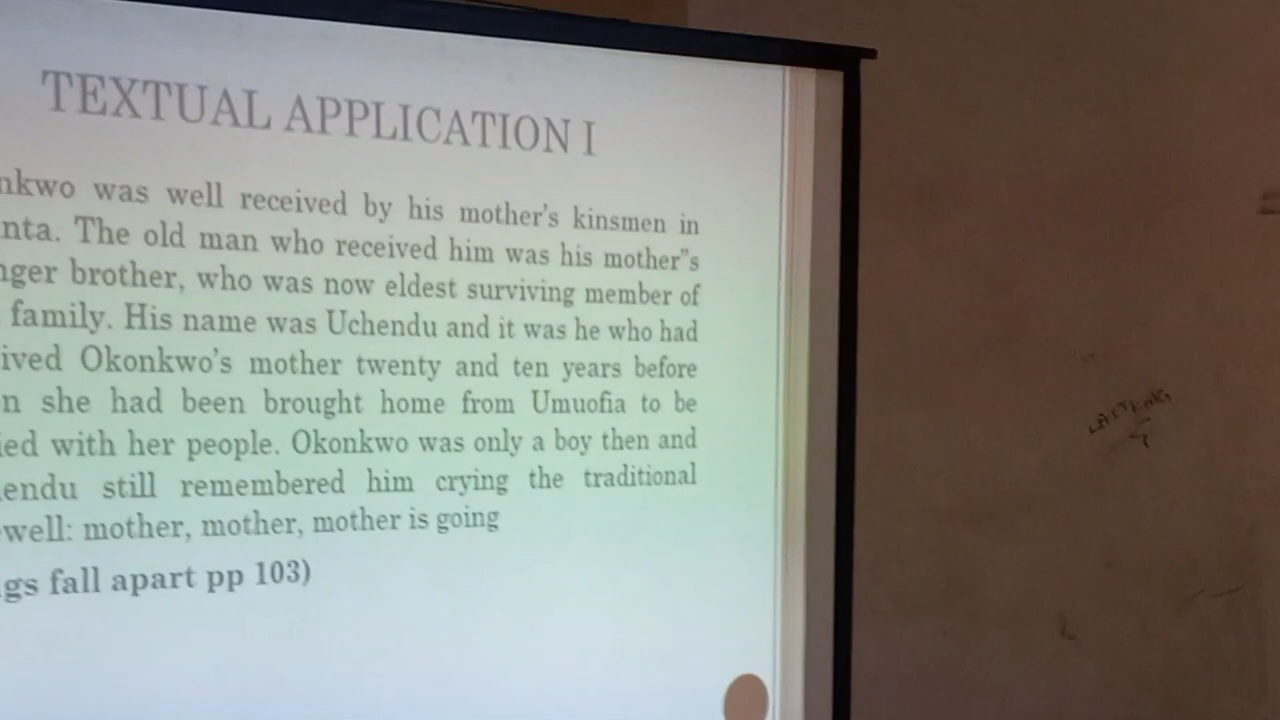 TEXTUAL APPLICATION I
nkwo was well received by his mother's kinsmen in
nta. The old man who received him was his mother"s
nger brother, who was now eldest surviving member of
family. His name was Uchendu and it was he who had
ived Okonkwo's mother twenty and ten years before
n she had been brought home from Umuofia to be
ied with her people. Okonkwo was only a boy then and
endu still remembered him crying the traditional
well: mother, mother, mother is going
gs fall apart pp 103)